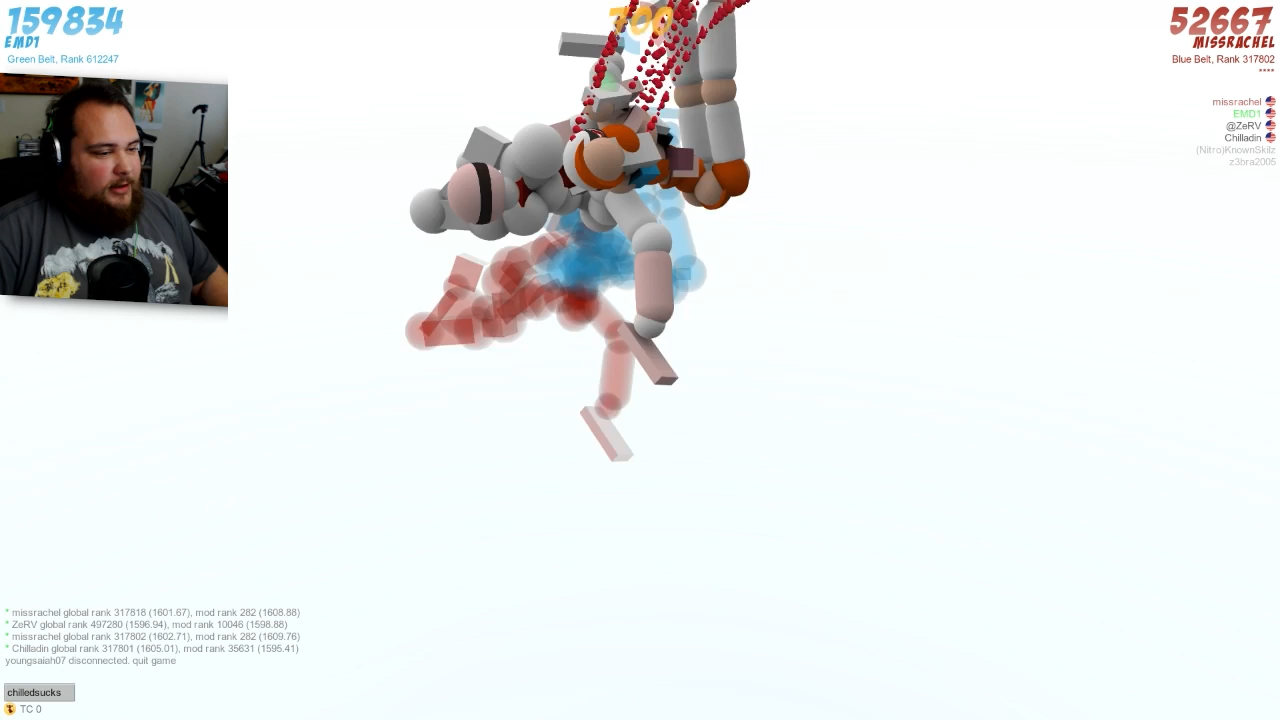 159834
EMD1
Green Belt, Rank 612247
700
52667
MISSRACHEL
Blue Belt, Rank 317802
****
missrachel
EMD1
@ZeRV
Chilladin
(Nitro)KnownSkilz
z3bra2005
* missrachel global rank 317818 (1601.67), mod rank 282 (1608.88)
* ZeRV global rank 497280 (1596.94), mod rank 10046 (1598.88)
* missrachel global rank 317802 (1602.71), mod rank 282 (1609.76)
* Chilladin global rank 317801 (1605.01), mod rank 35631 (1595.41)
youngsaiah07 disconnected. quit game
chilledsucks
TC 0